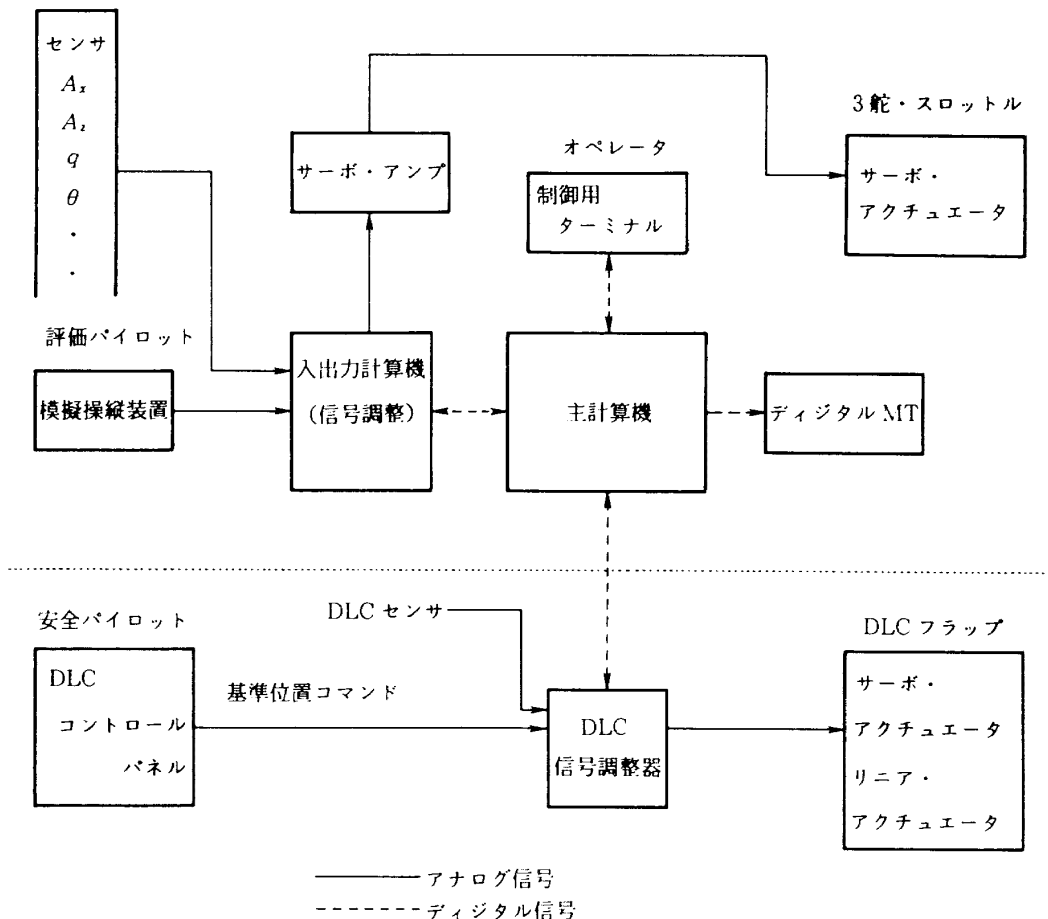 センサ
Ax
Az
q
θ
・
・
サーボ・アンプ
オペレータ
制御用
ターミナル
3舵・スロットル
サーボ・
アクチュエータ
評価パイロット
模擬操縦装置
入出力計算機
(信号調整)
主計算機
ディジタルMT
安全パイロット
DLC
コントロール
パネル
DLCセンサ
基準位置コマンド
DLC
信号調整器
DLCフラップ
サーボ・
アクチュエータ
リニア・
アクチュエータ
アナログ信号
ディジタル信号